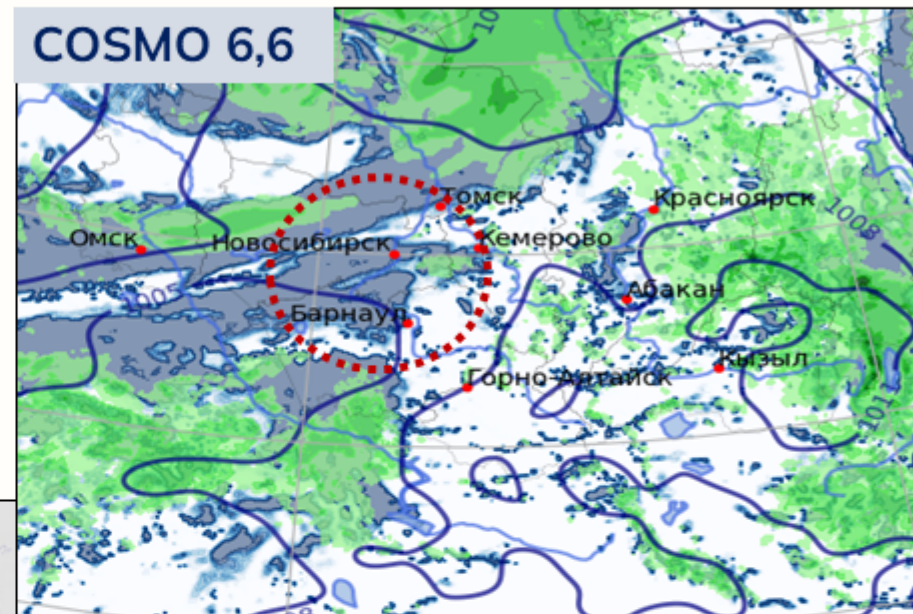 COSMO 6,6
Томск
Красноярск
Омск
Новосибирск
Кемерово
1008
1005
Абакан
Барнаул
Кызыл
Горно-Алтайск